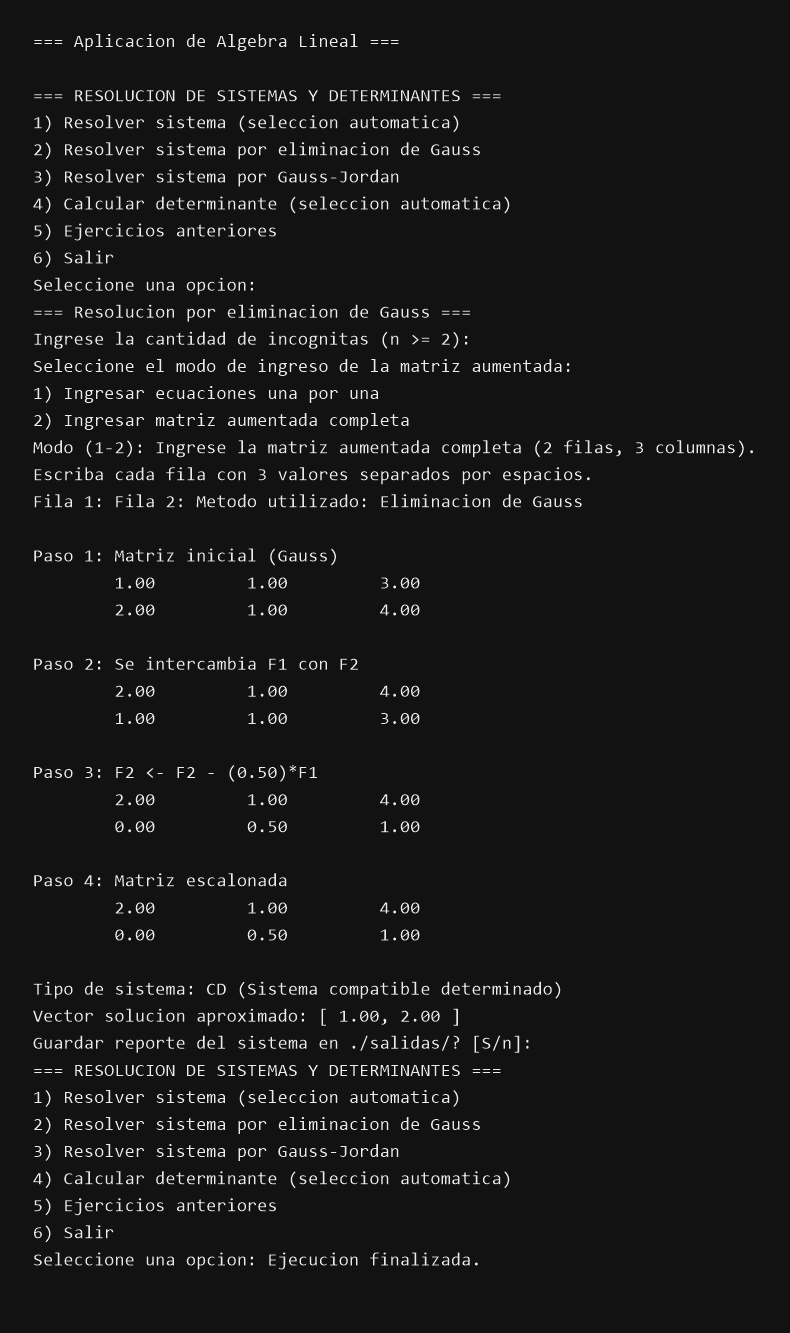 === Aplicacion de Algebra Lineal ===
=== RESOLUCION DE SISTEMAS Y DETERMINANTES ===
1) Resolver sistema (seleccion automatica)
2) Resolver sistema por eliminacion de Gauss
3) Resolver sistema por Gauss-Jordan
4) Calcular determinante (seleccion automatica)
5) Ejercicios anteriores
6) Salir
Seleccione una opcion:
=== Resolucion por eliminacion de Gauss ===
Ingrese la cantidad de incognitas (n >= 2):
Seleccione el modo de ingreso de la matriz aumentada:
1) Ingresar ecuaciones una por una
2) Ingresar matriz aumentada completa
Modo (1-2): Ingrese la matriz aumentada completa (2 filas, 3 columnas).
Escriba cada fila con 3 valores separados por espacios.
Fila 1: Fila 2: Metodo utilizado: Eliminacion de Gauss
Paso 1: Matriz inicial (Gauss)
1.00 1.00 3.00
2.00 1.00 4.00
Paso 2: Se intercambia F1 con F2
2.00 1.00 4.00
1.00 1.00 3.00
Paso 3: F2 <- F2 - (0.50)*F1
2.00 1.00 4.00
0.00 0.50 1.00
Paso 4: Matriz escalonada
2.00 1.00 4.00
0.00 0.50 1.00
Tipo de sistema: CD (Sistema compatible determinado)
Vector solucion aproximado: [ 1.00, 2.00 ]
Guardar reporte del sistema en ./salidas/? [S/n]:
=== RESOLUCION DE SISTEMAS Y DETERMINANTES ===
1) Resolver sistema (seleccion automatica)
2) Resolver sistema por eliminacion de Gauss
3) Resolver sistema por Gauss-Jordan
4) Calcular determinante (seleccion automatica)
5) Ejercicios anteriores
6) Salir
Seleccione una opcion: Ejecucion finalizada.